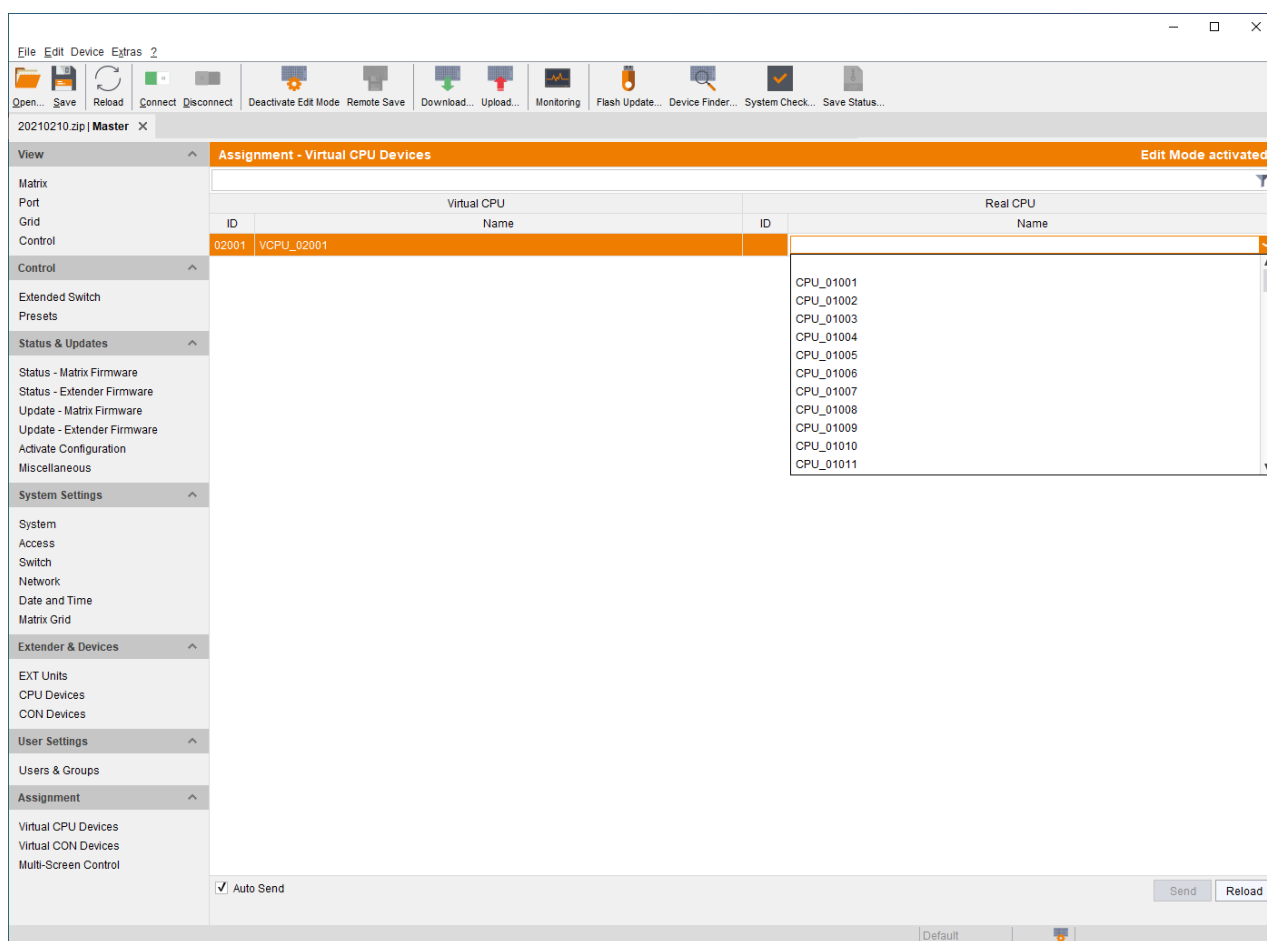 File Edit Device Extras ?
Open... Save Reload Connect Disconnect Deactivate Edit Mode Remote Save Download... Upload... Monitoring Flash Update... Device Finder... System Check... Save Status...
20210210.zip | Master
View
Matrix
Port
Grid
Control
Control
Extended Switch
Presets
Status & Updates
Status - Matrix Firmware
Status - Extender Firmware
Update - Matrix Firmware
Update - Extender Firmware
Activate Configuration
Miscellaneous
System Settings
System
Access
Switch
Network
Date and Time
Matrix Grid
Extender & Devices
EXT Units
CPU Devices
CON Devices
User Settings
Users & Groups
Assignment
Virtual CPU Devices
Virtual CON Devices
Multi-Screen Control
Assignment - Virtual CPU Devices Edit Mode activated
Virtual CPU Real CPU
ID Name ID Name
02001 VCPU_02001
CPU_01001
CPU_01002
CPU_01003
CPU_01004
CPU_01005
CPU_01006
CPU_01007
CPU_01008
CPU_01009
CPU_01010
CPU_01011
Auto Send Send Reload
Default